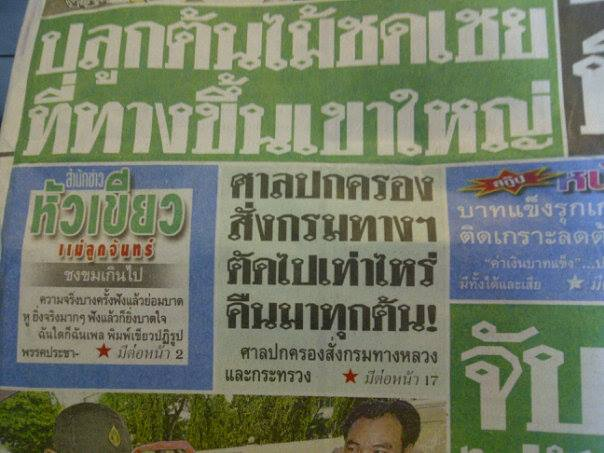 ปลูกต้นไม้ชดเชย
ที่ทางขึ้นเขาใหญ่
สำนักข่าว
หัวเขียว
แม่ลูกจันทร์
ชงขมเกินไป
ความจริงบางครั้งฟังแล้วย่อมบาด
หู ยิ่งจริงมากๆ ฟังแล้วก็ยิ่งบาดใจ
ฉันใดก็ฉันเพล พิมพ์เขียวปฏิรูป
พรรคประชา- ★ มีต่อหน้า 2
ศาลปกครอง
สั่งกรมทางฯ
ตัดไปเท่าไหร่
คืนมาทุกต้น!
ศาลปกครองสั่งกรมทางหลวง
และกระทรวง ★ มีต่อหน้า 17
สกู๊ป
บาทแข็งรุก
ติดเกราะลด
"ค่าเงินบาทแข็ง"...
มีทั้งได้และเสีย ★
จับ